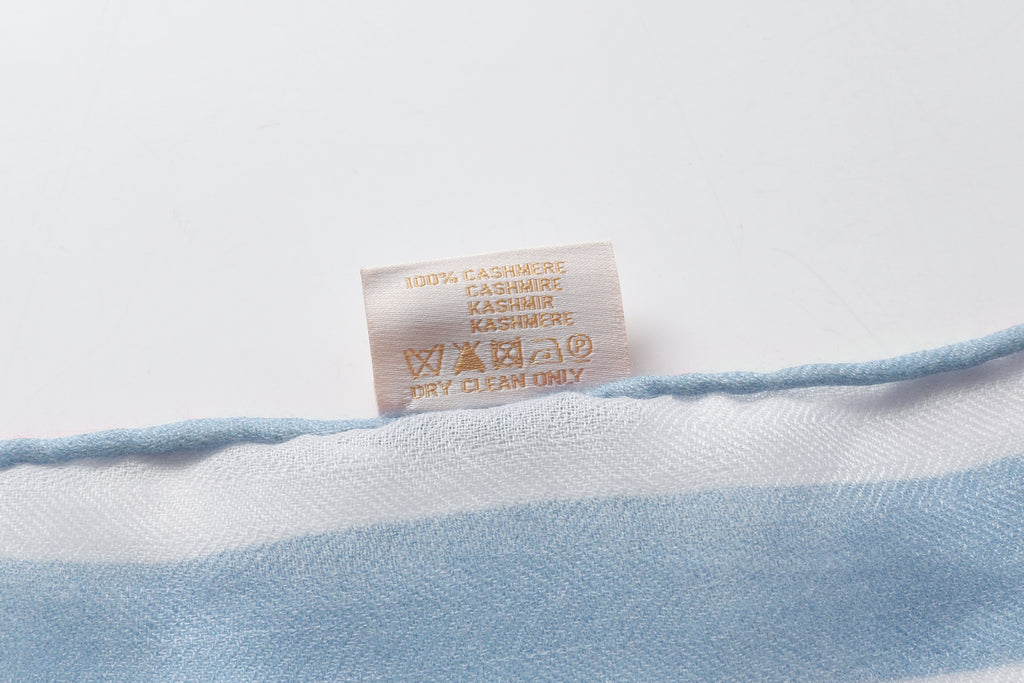 100% CASHMERE
CASHMIRE
KASHMIR
KASHMERE
P
DRY CLEAN ONLY